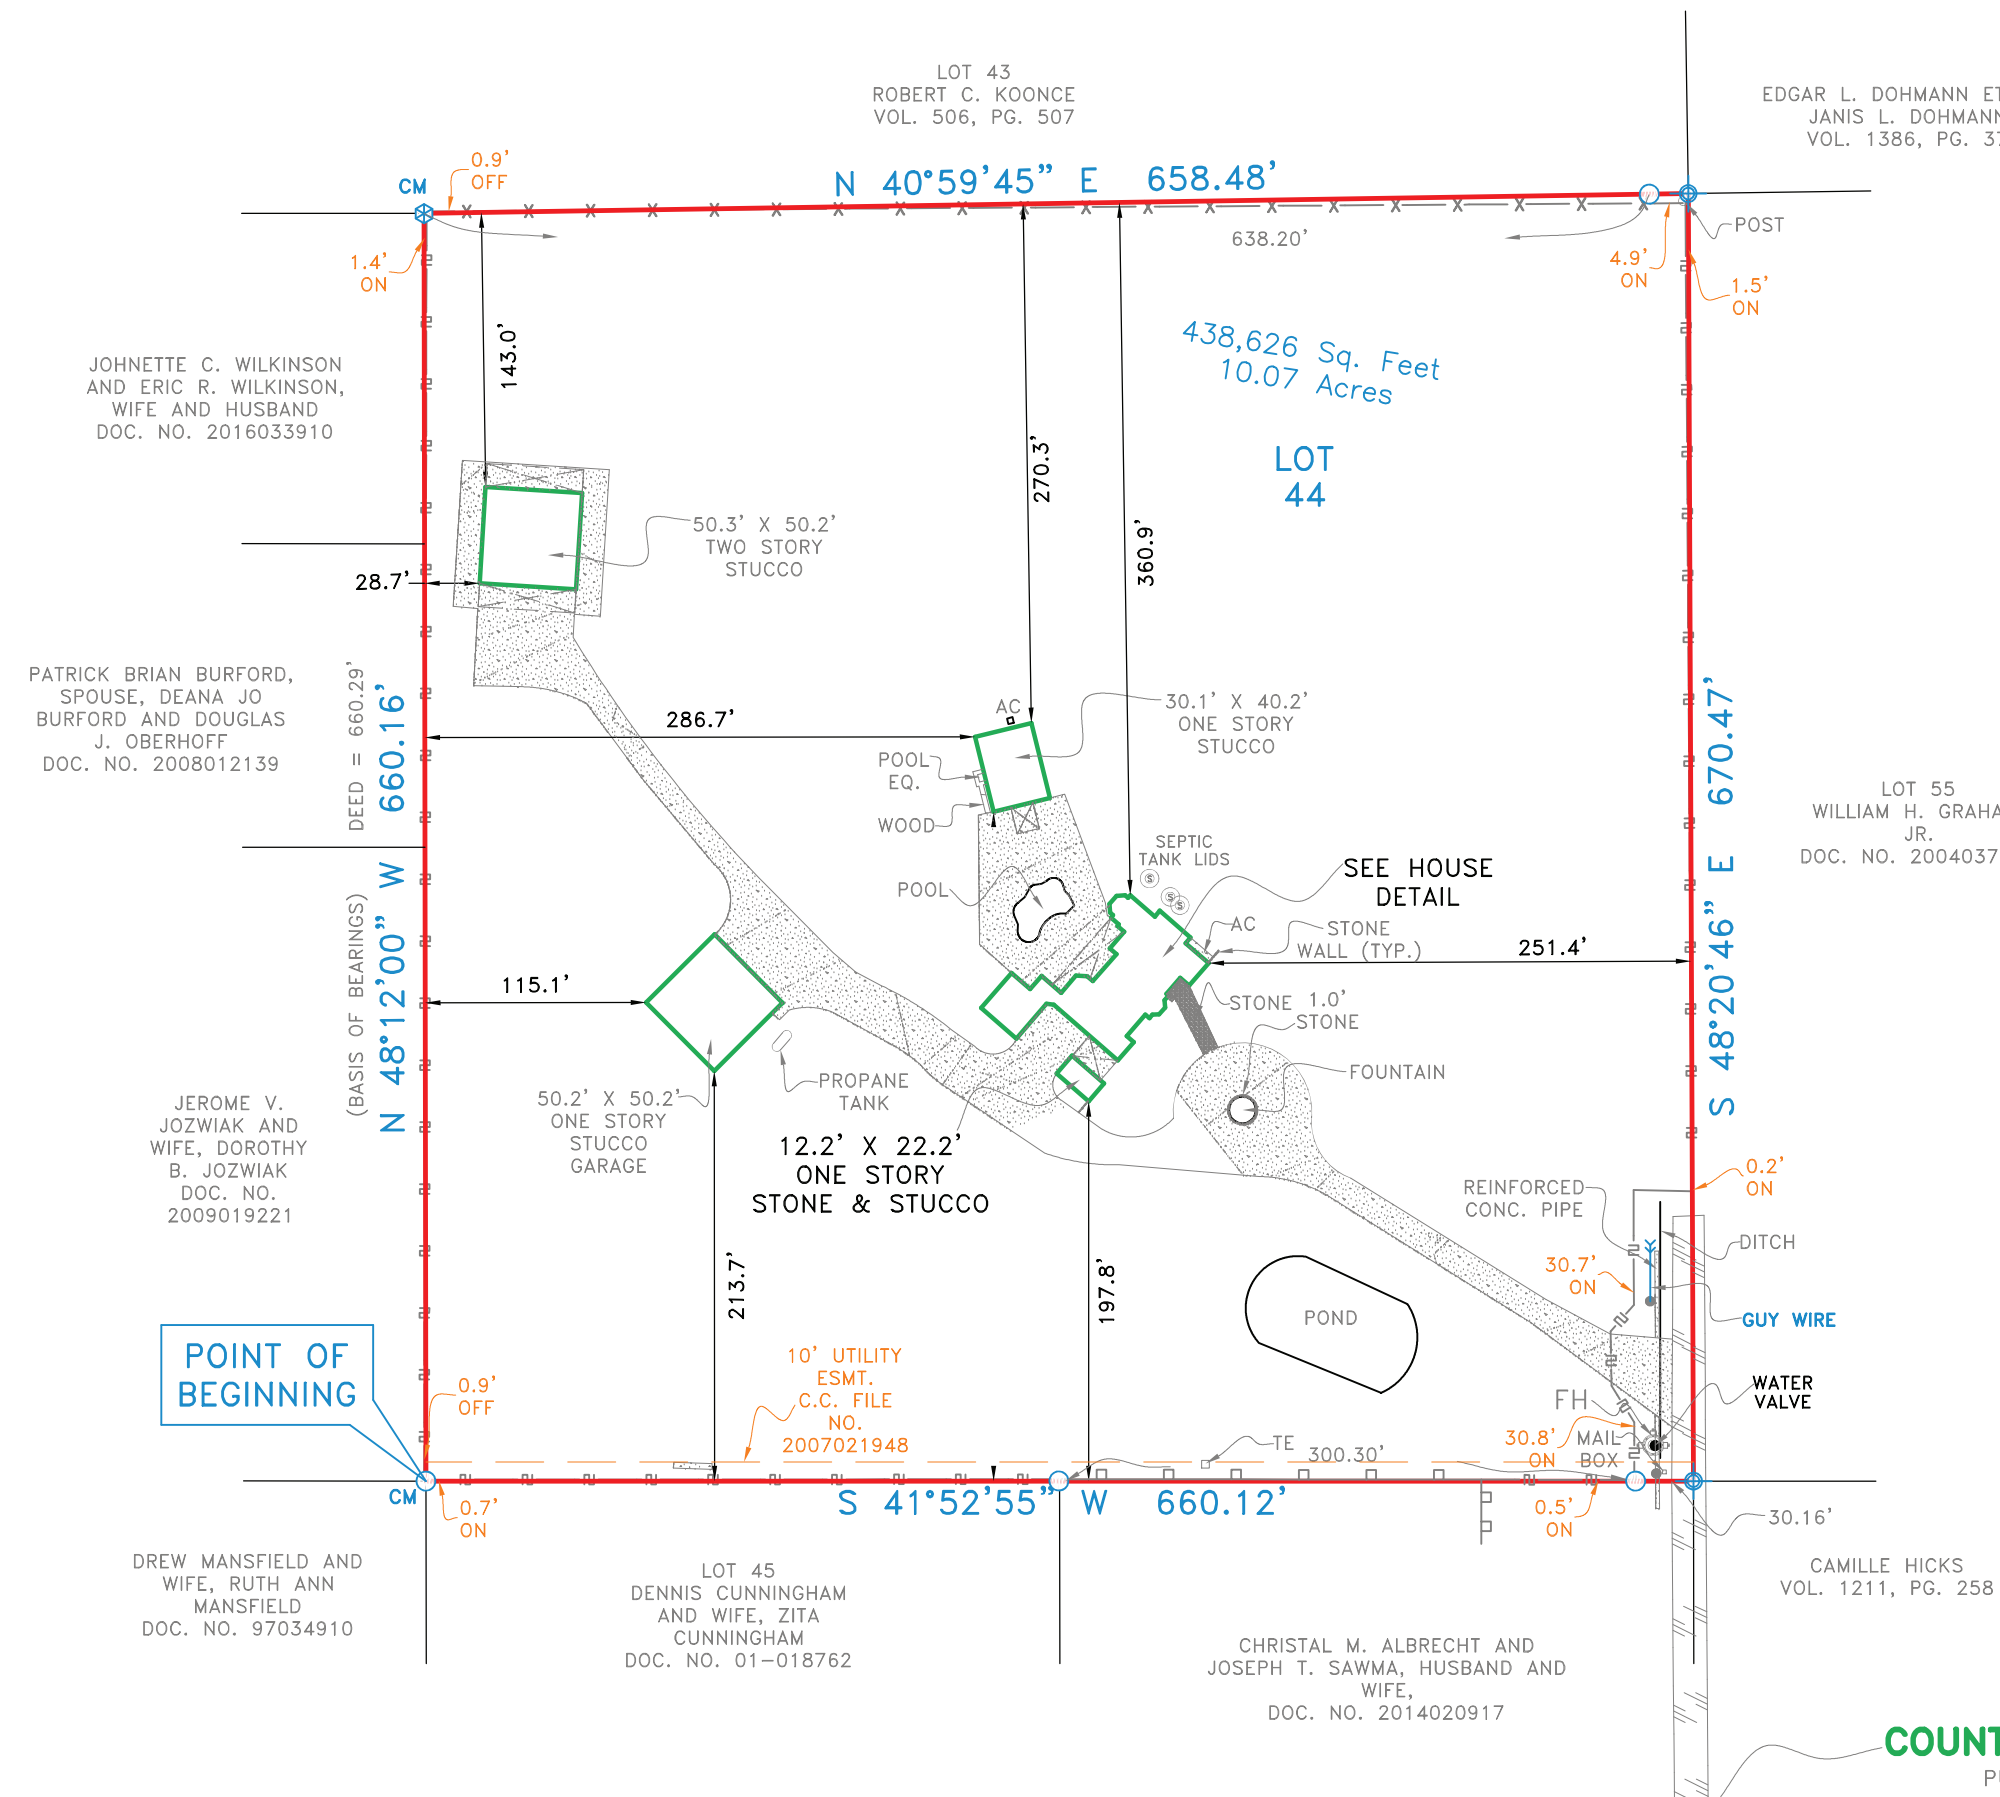 LOT 43
ROBERT C. KOONCE
VOL. 506, PG. 507
EDGAR L. DOHMANN ET
JANIS L. DOHMANN
VOL. 1386, PG. 37
0.9'
OFF
CM
N 40°59'45" E 658.48'
638.20'
POST
1.4'
ON
4.9'
ON
1.5'
ON
438,626 Sq. Feet
10.07 Acres
LOT
44
143.0'
270.3'
360.9'
JOHNETTE C. WILKINSON
AND ERIC R. WILKINSON,
WIFE AND HUSBAND
DOC. NO. 2016033910
50.3' X 50.2'
TWO STORY
STUCCO
28.7'
PATRICK BRIAN BURFORD,
SPOUSE, DEANA JO
BURFORD AND DOUGLAS
J. OBERHOFF
DOC. NO. 2008012139
DEED = 660.29'
(BASIS OF BEARINGS)
N 48°12'00" W 660.16'
286.7'
AC
30.1' X 40.2'
ONE STORY
STUCCO
POOL
EQ.
WOOD
POOL
SEPTIC
TANK LIDS
S
S
S
SEE HOUSE
DETAIL
AC
STONE
WALL (TYP.)
251.4'
S 48°20'46" E 670.47'
LOT 55
WILLIAM H. GRAHA
JR.
DOC. NO. 2004037
115.1'
STONE 1.0'
STONE
FOUNTAIN
PROPANE
TANK
50.2' X 50.2'
ONE STORY
STUCCO
GARAGE
12.2' X 22.2'
ONE STORY
STONE & STUCCO
JEROME V.
JOZWIAK AND
WIFE, DOROTHY
B. JOZWIAK
DOC. NO.
2009019221
0.2'
ON
REINFORCED
CONC. PIPE
DITCH
213.7'
197.8'
30.7'
ON
POND
GUY WIRE
POINT OF
BEGINNING
0.9'
OFF
10' UTILITY
ESMT.
C.C. FILE
NO.
2007021948
WATER
VALVE
FH
30.8'
ON
MAIL
BOX
TE
300.30'
CM
0.7'
ON
S 41°52'55" W 660.12'
0.5'
ON
30.16'
DREW MANSFIELD AND
WIFE, RUTH ANN
MANSFIELD
DOC. NO. 97034910
LOT 45
DENNIS CUNNINGHAM
AND WIFE, ZITA
CUNNINGHAM
DOC. NO. 01-018762
CAMILLE HICKS
VOL. 1211, PG. 258
CHRISTAL M. ALBRECHT AND
JOSEPH T. SAWMA, HUSBAND AND
WIFE,
DOC. NO. 2014020917
COUNT